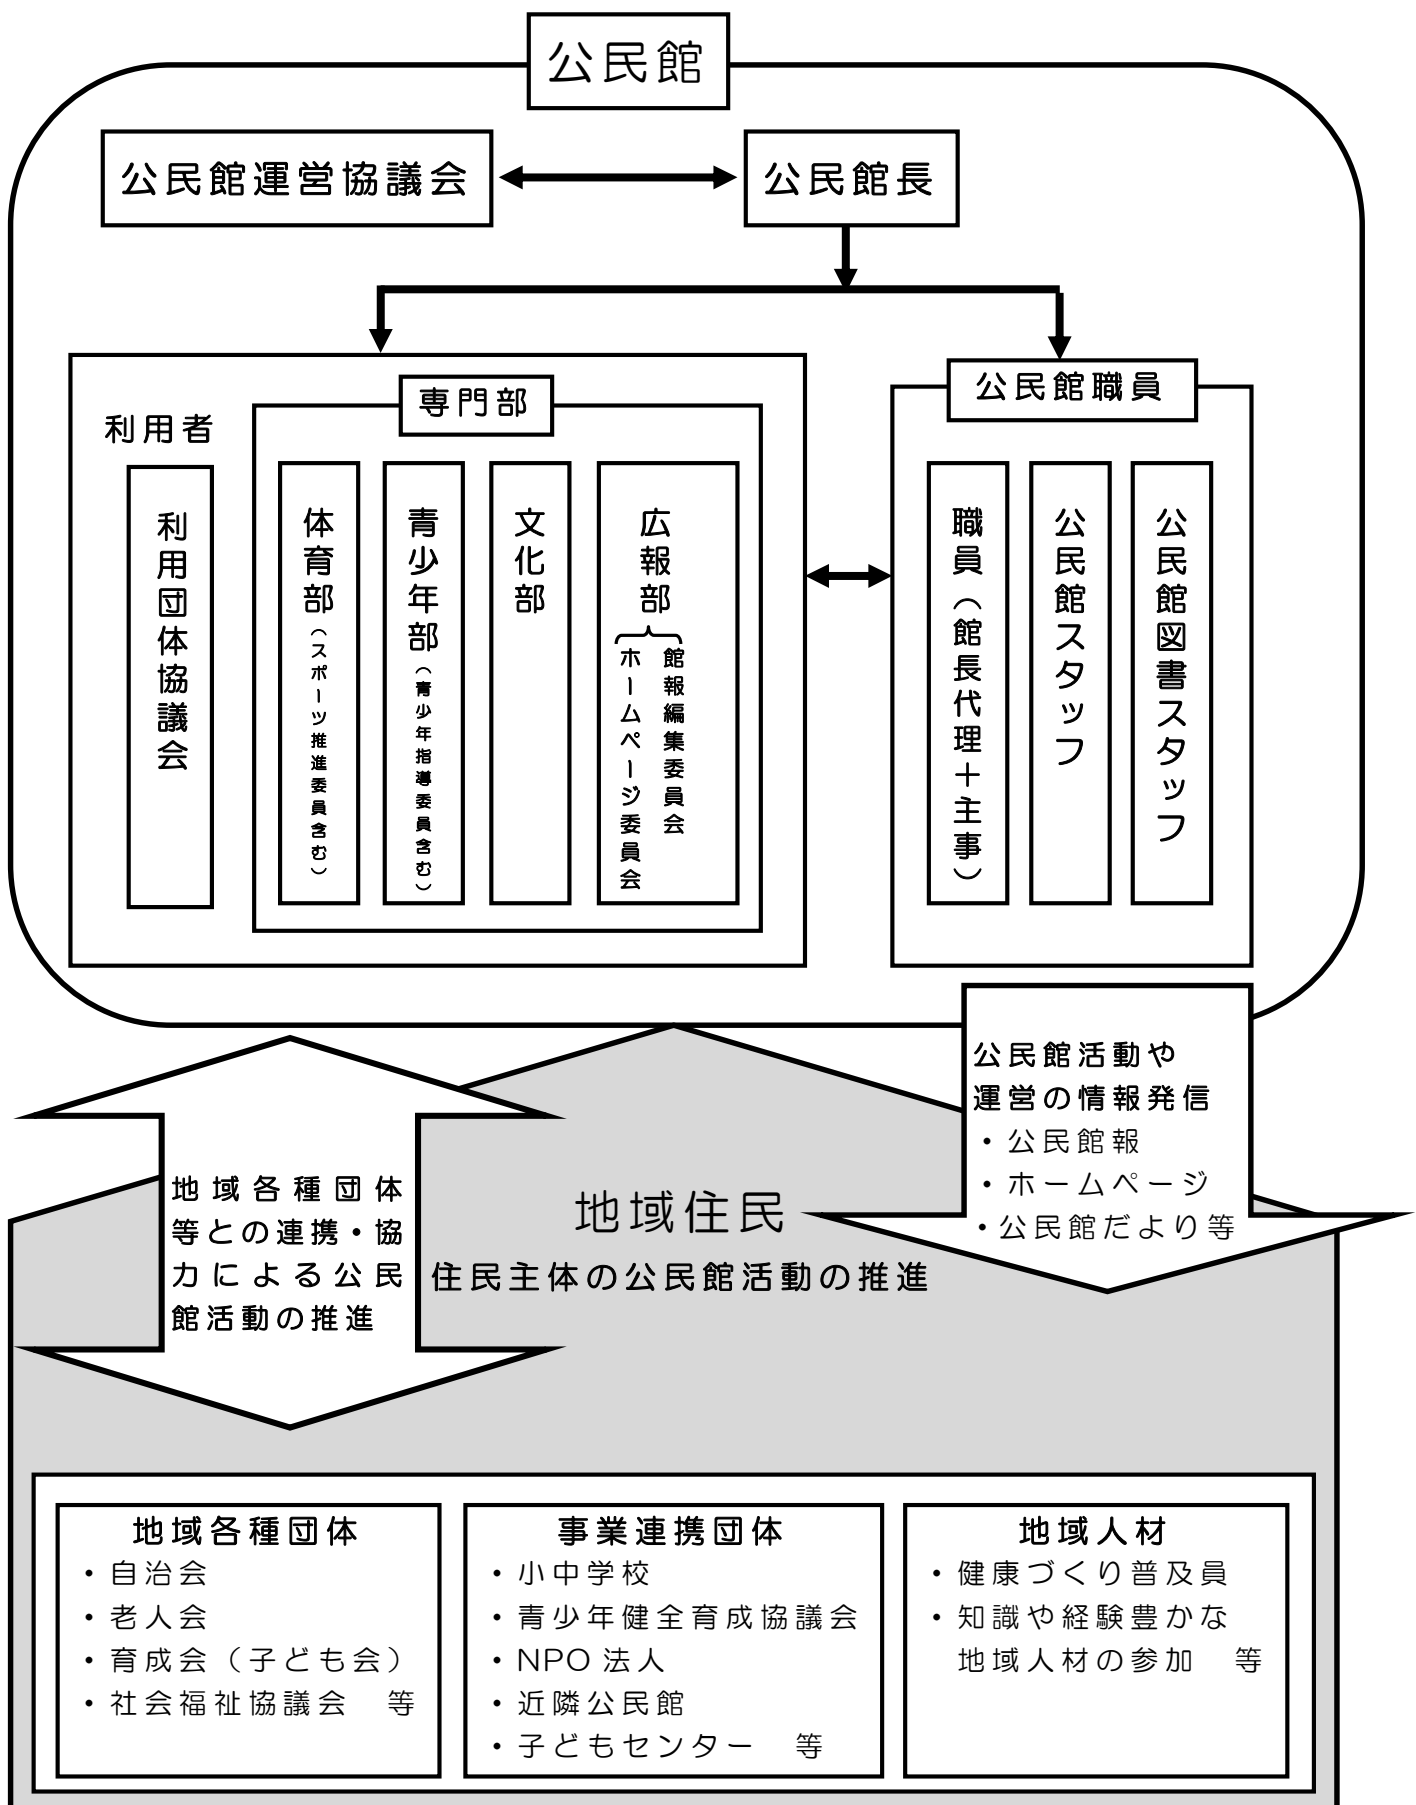 公民館
公民館運営協議会
公民館長
利用者
利用団体協議会
専門部
体育部（スポーツ推進委員含む）
青少年部（青少年指導委員含む）
文化部
広報部
館報編集委員会
ホームページ委員会
公民館職員
職員（館長代理＋主事）
公民館スタッフ
公民館図書スタッフ
地域各種団体
等との連携・協
力による公民
館活動の推進
地域住民
住民主体の公民館活動の推進
公民館活動や
運営の情報発信
・公民館報
・ホームページ
・公民館だより等
地域各種団体
・自治会
・老人会
・育成会（子ども会）
・社会福祉協議会　等
事業連携団体
・小中学校
・青少年健全育成協議会
・NPO 法人
・近隣公民館
・子どもセンター　等
地域人材
・健康づくり普及員
・知識や経験豊かな
地域人材の参加　等